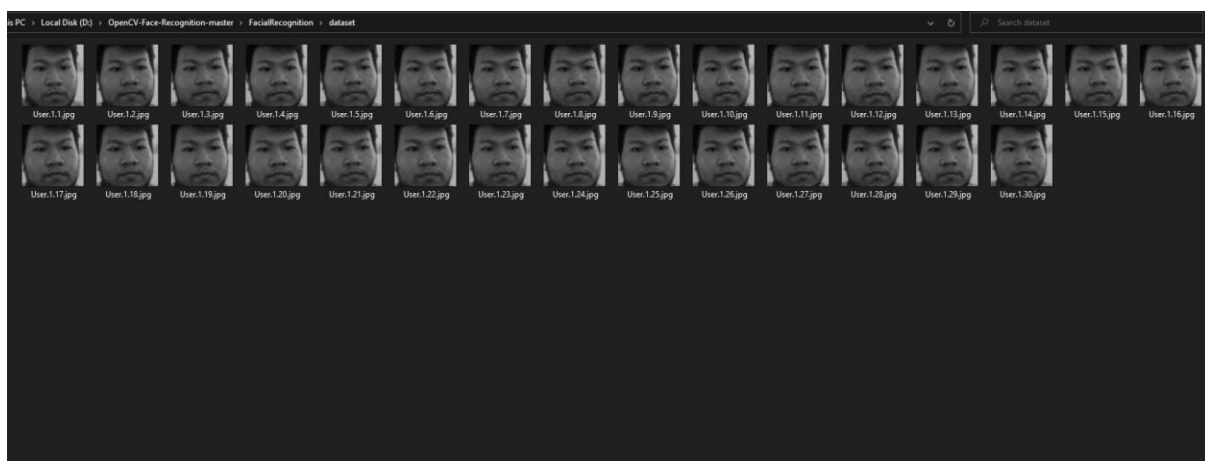 is PC > Local Disk (D:) > OpenCV-Face-Recognition-master > FacialRecognition > dataset Search dataset
User.1.1.jpg User.1.2.jpg User.1.3.jpg User.1.4.jpg User.1.5.jpg User.1.6.jpg User.1.7.jpg User.1.8.jpg User.1.9.jpg User.1.10.jpg User.1.11.jpg User.1.12.jpg User.1.13.jpg User.1.14.jpg User.1.15.jpg User.1.16.jpg
User.1.17.jpg User.1.18.jpg User.1.19.jpg User.1.20.jpg User.1.21.jpg User.1.22.jpg User.1.23.jpg User.1.24.jpg User.1.25.jpg User.1.26.jpg User.1.27.jpg User.1.28.jpg User.1.29.jpg User.1.30.jpg